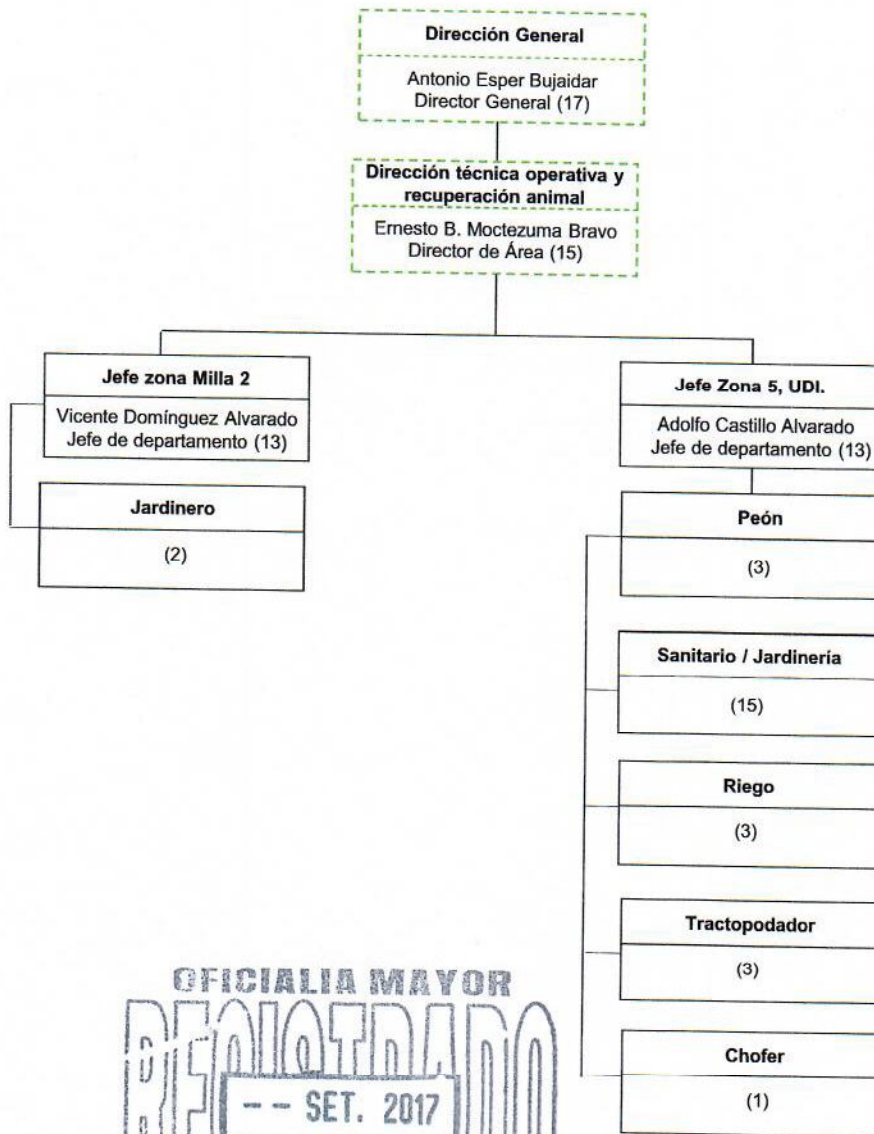 Dirección General
Antonio Esper Bujaidar
Director General (17)
Dirección técnica operativa y
recuperación animal
Ernesto B. Moctezuma Bravo
Director de Área (15)
Jefe zona Milla 2
Vicente Domínguez Alvarado
Jefe de departamento (13)
Jardinero
(2)
Jefe Zona 5, UDI.
Adolfo Castillo Alvarado
Jefe de departamento (13)
Peón
(3)
Sanitario / Jardinería
(15)
Riego
(3)
Tractopodador
(3)
Chofer
(1)
OFICIALIA MAYOR
REGISTRADO
-- SET. 2017